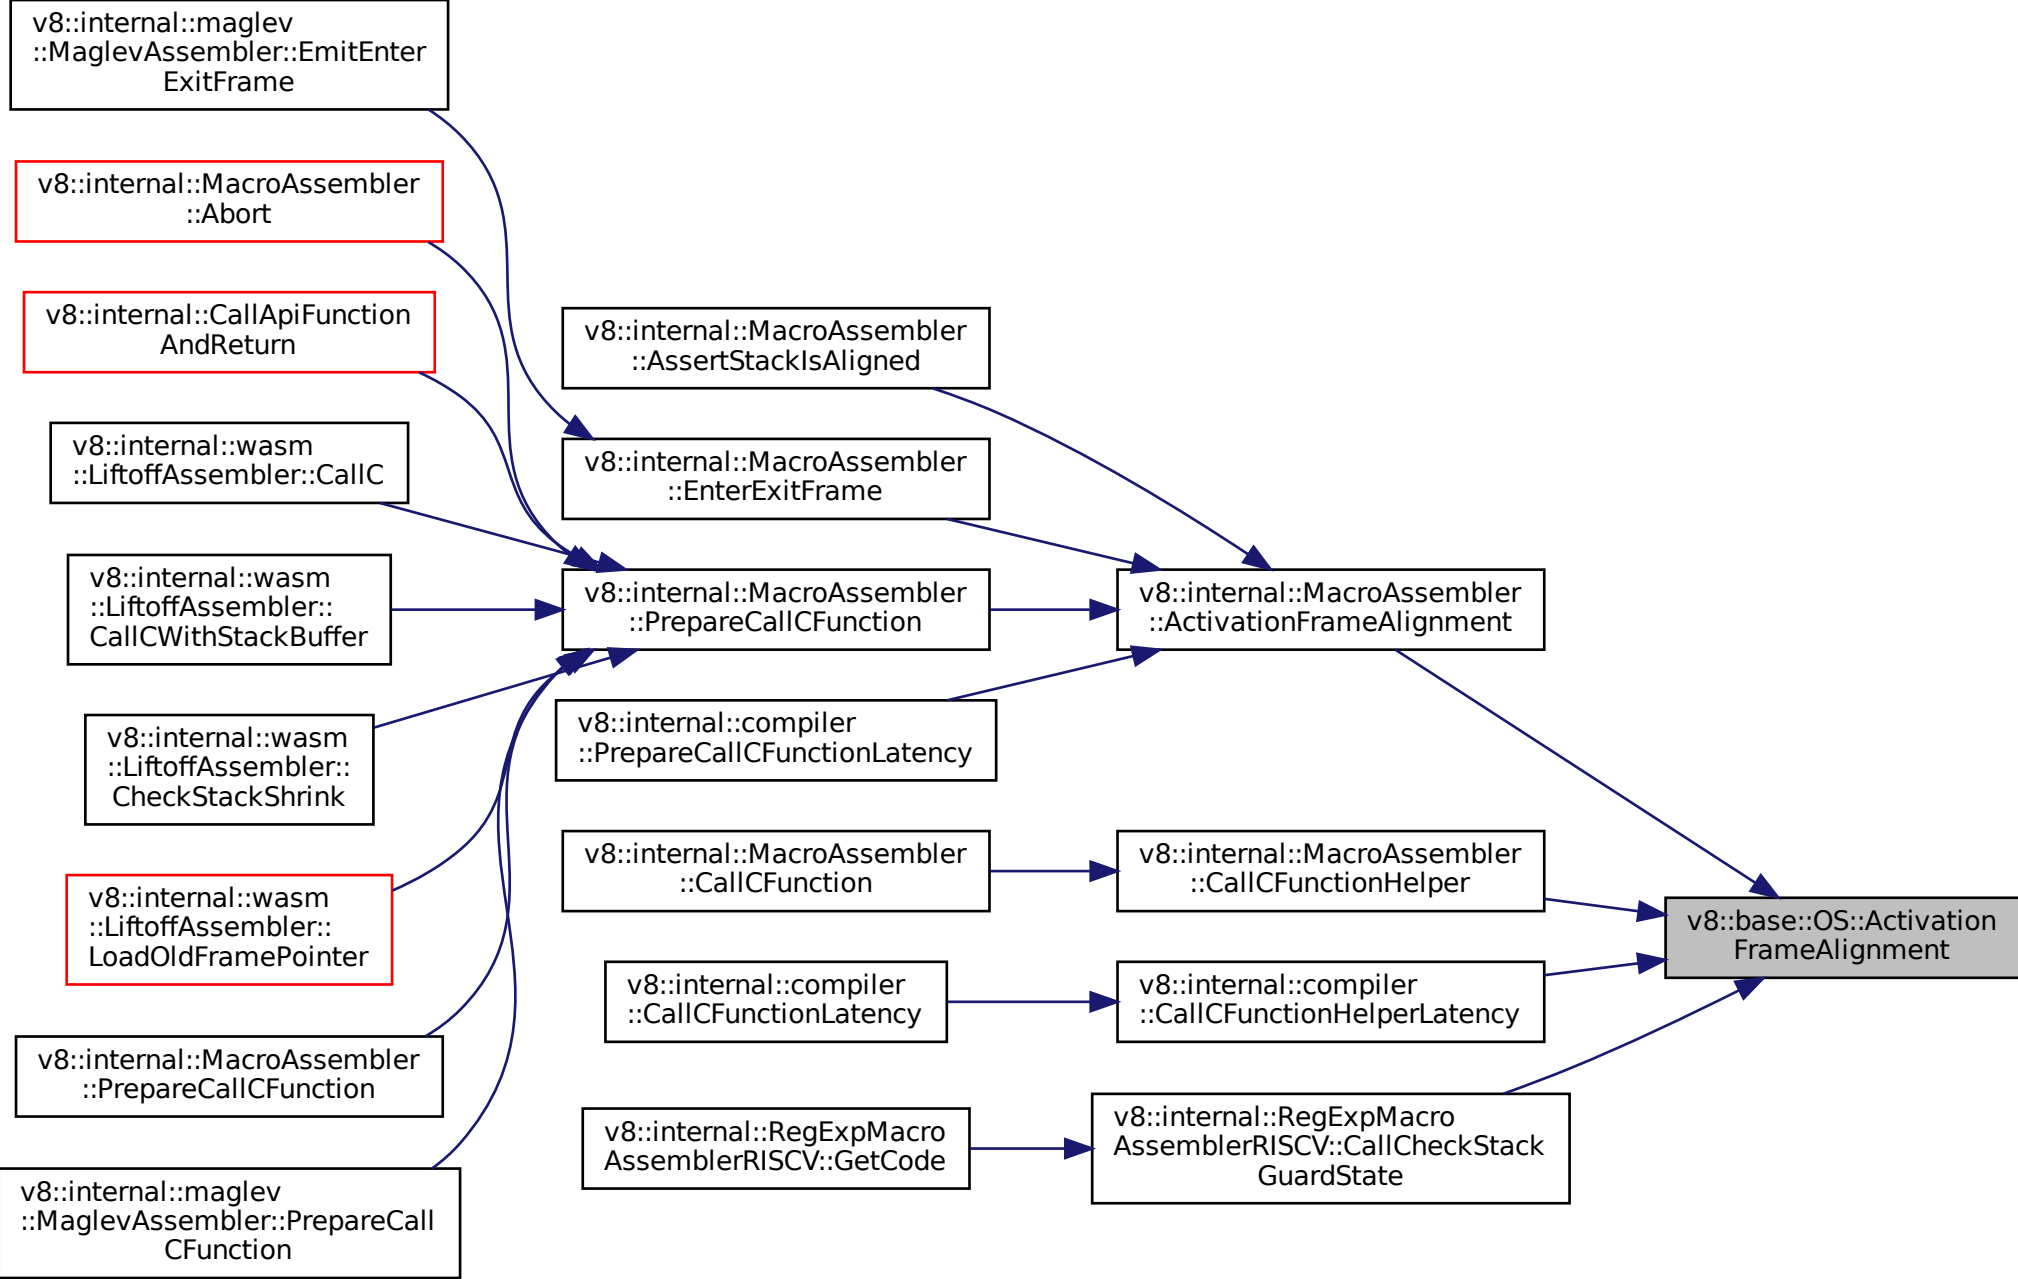 v8::internal::maglev
::MaglevAssembler::EmitEnter
ExitFrame
v8::internal::MacroAssembler
::Abort
v8::internal::CallApiFunction
AndReturn
v8::internal::wasm
::LiftoffAssembler::CallC
v8::internal::wasm
::LiftoffAssembler::
CallCWithStackBuffer
v8::internal::wasm
::LiftoffAssembler::
CheckStackShrink
v8::internal::wasm
::LiftoffAssembler::
LoadOldFramePointer
v8::internal::MacroAssembler
::PrepareCallCFunction
v8::internal::maglev
::MaglevAssembler::PrepareCall
CFunction
v8::internal::MacroAssembler
::AssertStackIsAligned
v8::internal::MacroAssembler
::EnterExitFrame
v8::internal::MacroAssembler
::PrepareCallCFunction
v8::internal::compiler
::PrepareCallCFunctionLatency
v8::internal::MacroAssembler
::CallCFunction
v8::internal::compiler
::CallCFunctionLatency
v8::internal::RegExpMacro
AssemblerRISCV::GetCode
v8::internal::MacroAssembler
::ActivationFrameAlignment
v8::internal::MacroAssembler
::CallCFunctionHelper
v8::internal::compiler
::CallCFunctionHelperLatency
v8::internal::RegExpMacro
AssemblerRISCV::CallCheckStack
GuardState
v8::base::OS::Activation
FrameAlignment